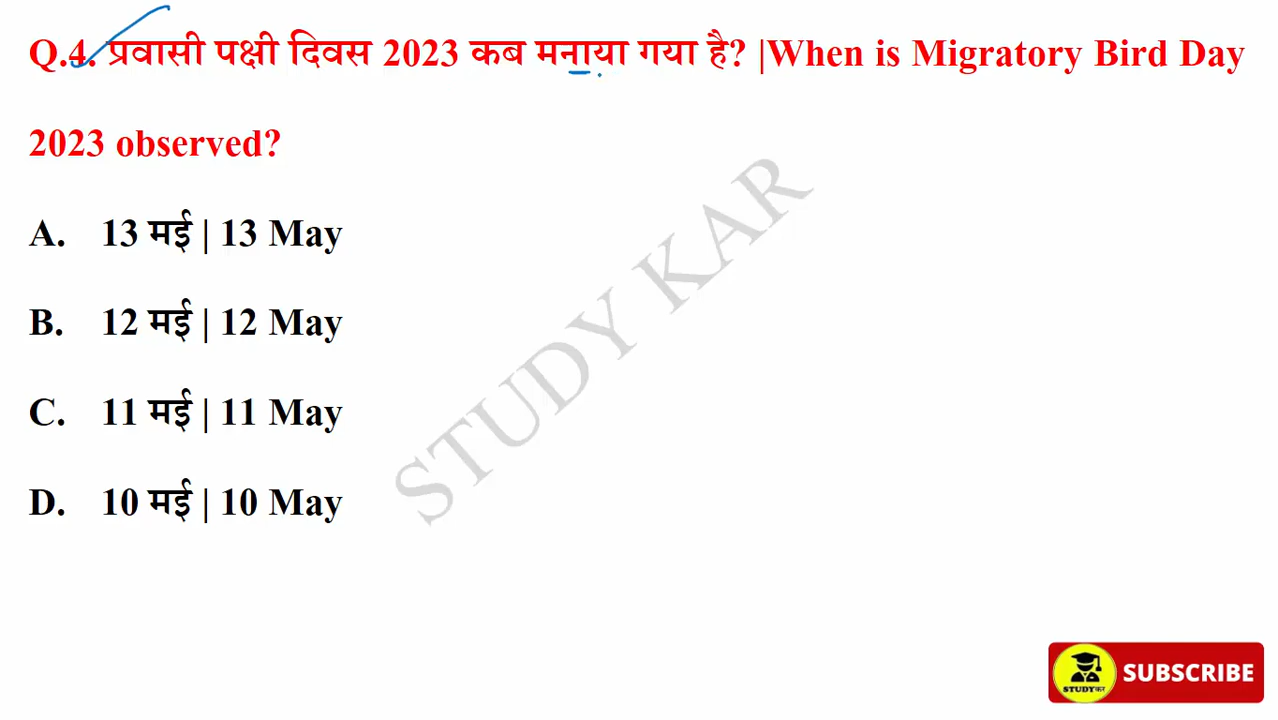 Q.4. प्रवासी पक्षी दिवस 2023 कब मनाया गया है? |When is Migratory Bird Day
2023 observed?
A. 13 मई | 13 May
B. 12 मई | 12 May
C. 11 मई | 11 May
D. 10 मई | 10 May
STUDY KAR
SUBSCRIBE
STUDYकर